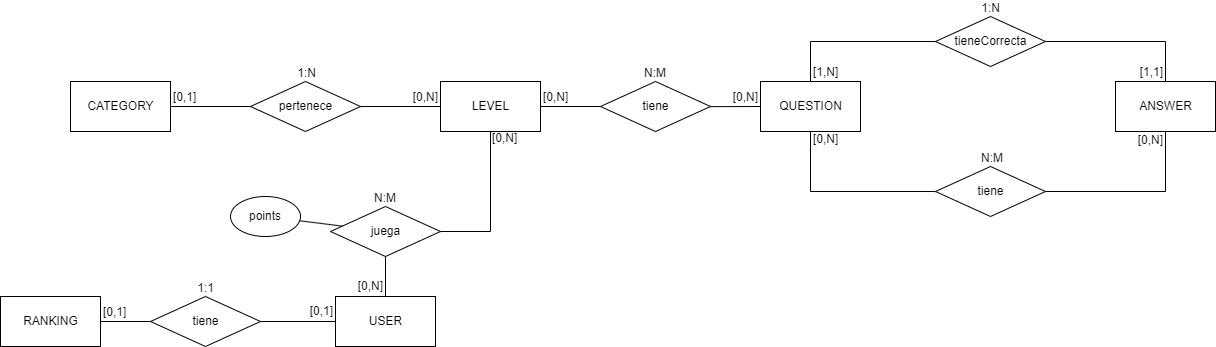 1:N
tieneCorrecta
1:N
N:M
[1,N]
[1,1]
CATEGORY
[0,1]
pertenece
[0,N]
LEVEL
[0,N]
tiene
[0,N]
QUESTION
ANSWER
[0,N]
[0,N]
[0,N]
N:M
tiene
N:M
points
juega
1:1
[0,N]
RANKING
[0,1]
tiene
[0,1]
USER